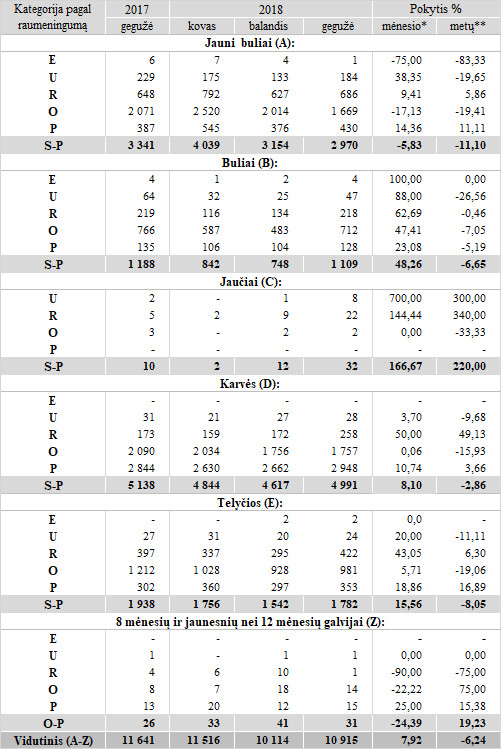 Kategorija pagal raumeningumą 2017 2018 Pokytis %
gegužė kovas balandis gegužė mėnesio* metų**
Jauni buliai (A):
E 6 7 4 1 -75,00 -83,33
U 229 175 133 184 38,35 -19,65
R 648 792 627 686 9,41 5,86
O 2 071 2 520 2 014 1 669 -17,13 -19,41
P 387 545 376 430 14,36 11,11
S-P 3 341 4 039 3 154 2 970 -5,83 -11,10
Buliai (B):
E 4 1 2 4 100,00 0,00
U 64 32 25 47 88,00 -26,56
R 219 116 134 218 62,69 -0,46
O 766 587 483 712 47,41 -7,05
P 135 106 104 128 23,08 -5,19
S-P 1 188 842 748 1 109 48,26 -6,65
Jaučiai (C):
U 2 - 1 8 700,00 300,00
R 5 2 9 22 144,44 340,00
O 3 - 2 2 0,00 -33,33
P - - - - - -
S-P 10 2 12 32 166,67 220,00
Karvės (D):
E - - - - - -
U 31 21 27 28 3,70 -9,68
R 173 159 172 258 50,00 49,13
O 2 090 2 034 1 756 1 757 0,06 -15,93
P 2 844 2 630 2 662 2 948 10,74 3,66
S-P 5 138 4 844 4 617 4 991 8,10 -2,86
Telyčios (E):
E - - 2 2 0,0 -
U 27 31 20 24 20,00 -11,11
R 397 337 295 422 43,05 6,30
O 1 212 1 028 928 981 5,71 -19,06
P 302 360 297 353 18,86 16,89
S-P 1 938 1 756 1 542 1 782 15,56 -8,05
8 mėnesių ir jaunesnių nei 12 mėnesių galvijai (Z):
E - - - - - -
U 1 - 1 1 0,00 0,00
R 4 6 10 1 -90,00 -75,00
O 8 7 18 14 -22,22 75,00
P 13 20 12 15 25,00 15,38
O-P 26 33 41 31 -24,39 19,23
Vidutinis (A-Z) 11 641 11 516 10 114 10 915 7,92 -6,24